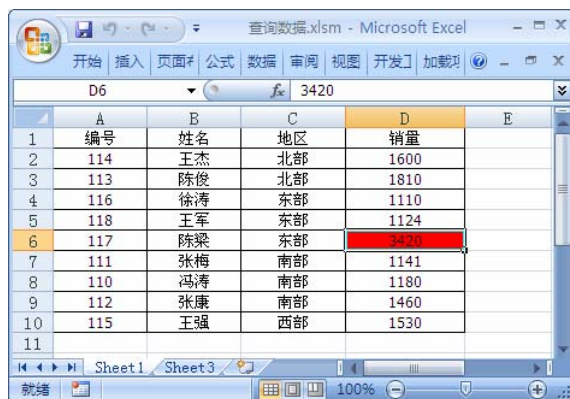 查询数据.xlsm - Microsoft Excel
开始 插入 页面 公式 数据 审阅 视图 开发 加载
D6 fx 3420
A B C D E
1 编号 姓名 地区 销量
2 114 王杰 北部 1600
3 113 陈俊 北部 1810
4 116 徐涛 东部 1110
5 118 王军 东部 1124
6 117 陈梁 东部 3420
7 111 张梅 南部 1141
8 110 冯涛 南部 1180
9 112 张康 南部 1460
10 115 王强 西部 1530
11
Sheet1 Sheet3
就绪 100%